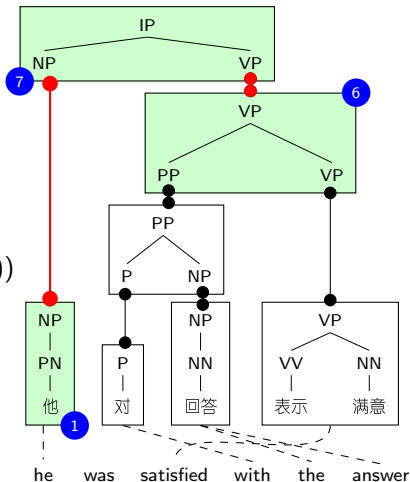 IP
NP VP
7
6
VP
PP VP
PP
P NP
))
NP
PN
他
1
P
对
NP
NN
回答
VP
VV NN
表示 满意
he was satisfied with the answer